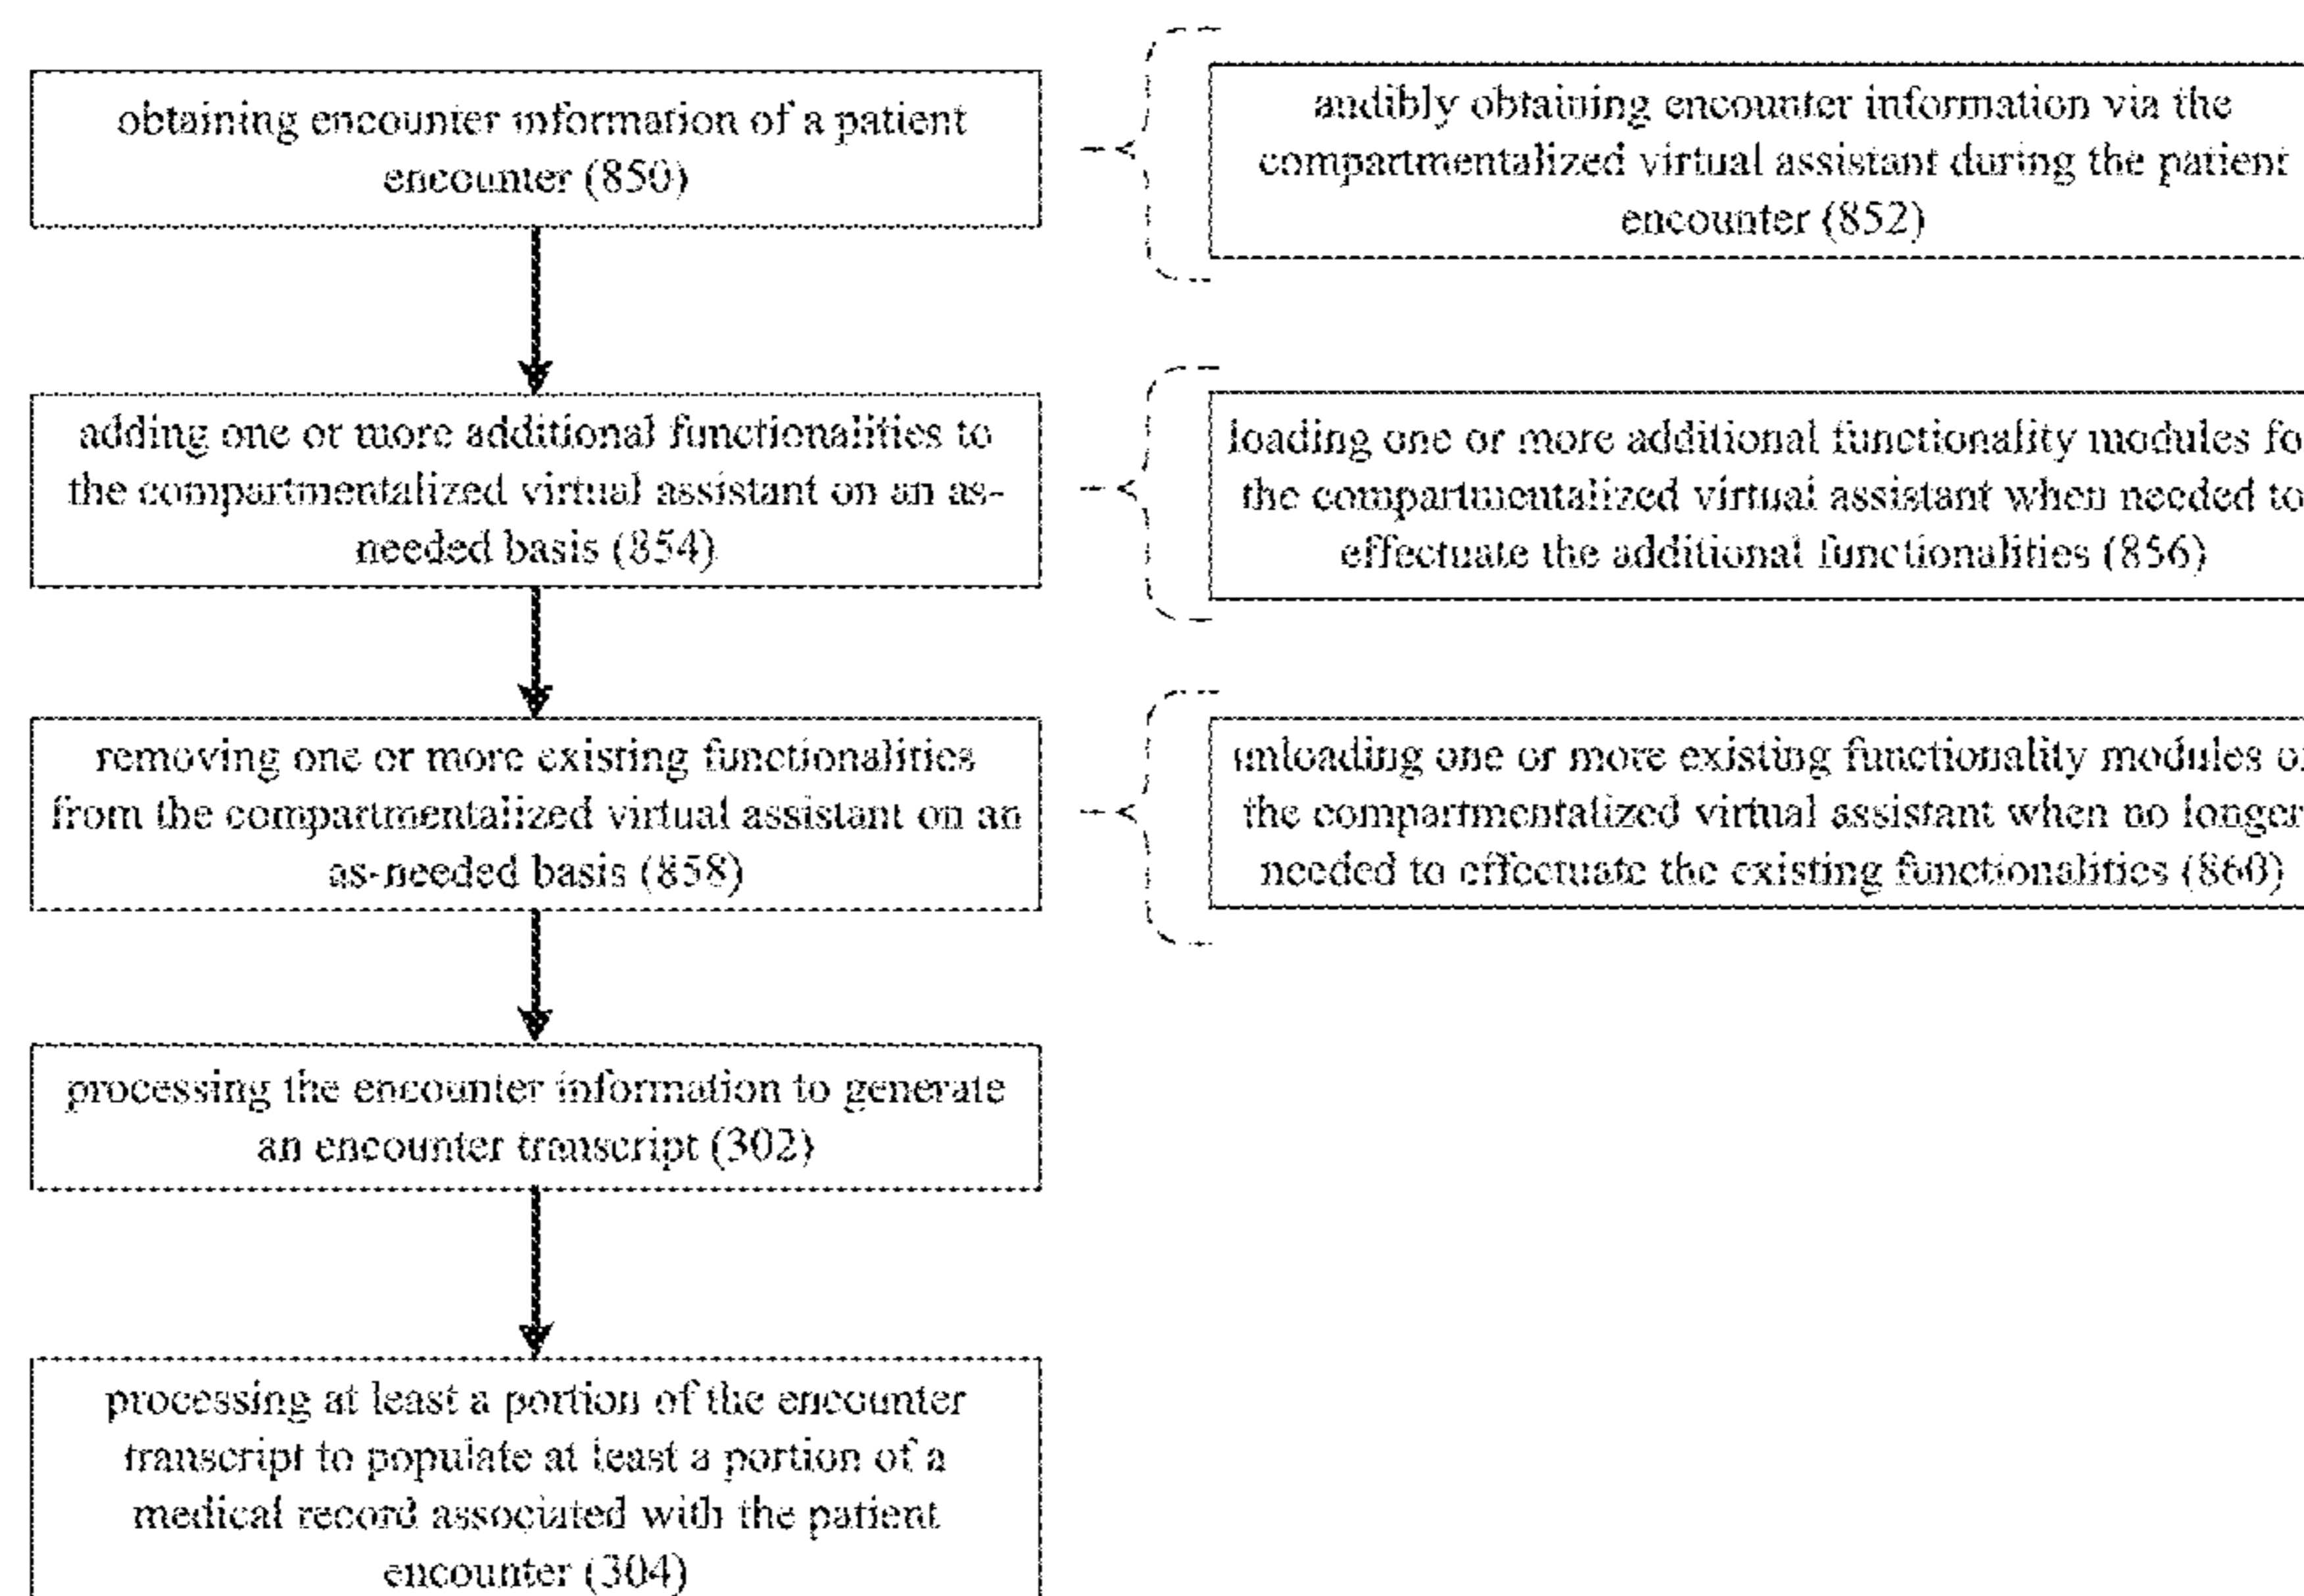 obtaining encounter information of a patient
encounter (850)
audibly obtaining encounter information via the
compartmentalized virtual assistant during the patient
encounter (852)
adding one or more additional functionalities to
the compartmentalized virtual assistant on an as-
needed basis (854)
loading one or more additional functionality modules fo
the compartmentalized virtual assistant when needed to
effectuate the additional functionalities (856)
removing one or more existing functionalities
from the compartmentalized virtual assistant on an
as-needed basis (858)
unloading one or more existing functionality modules o
the compartmentalized virtual assistant when no longer
needed to effectuate the existing functionalities (860)
processing the encounter information to generate
an encounter transcript (302)
processing at least a portion of the encounter
transcript to populate at least a portion of a
medical record associated with the patient
encounter (304)